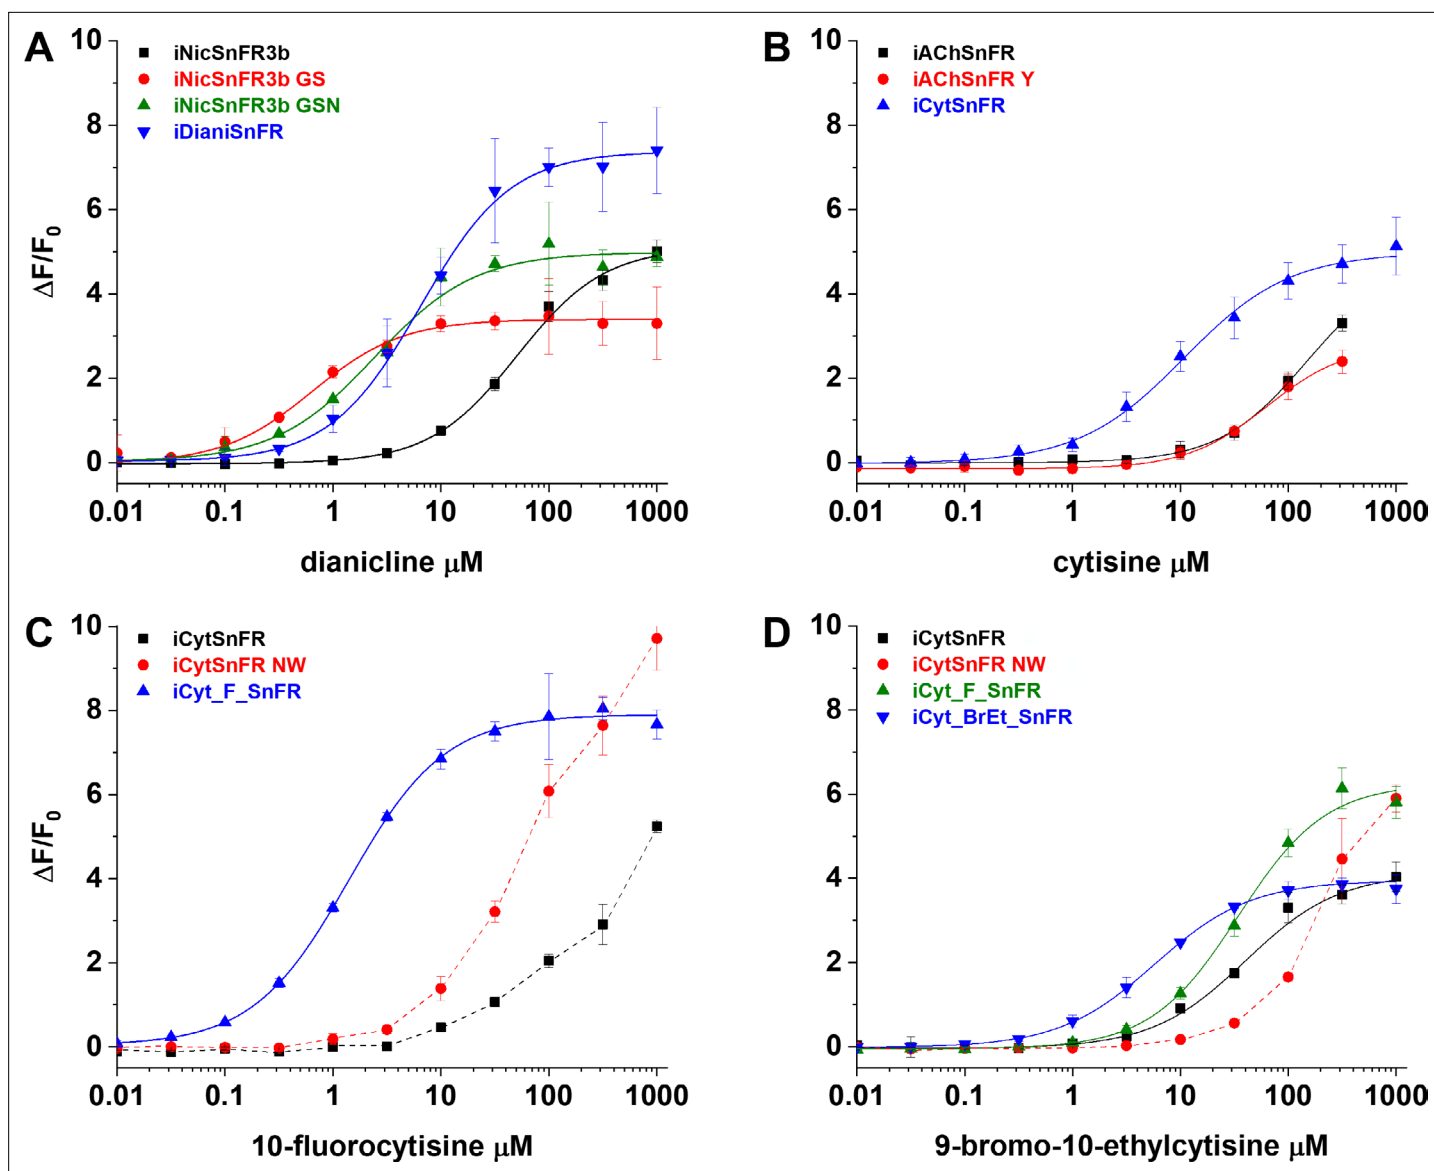 A
iNicSnFR3b
iNicSnFR3b GS
iNicSnFR3b GSN
iDianiSnFR
10
8
6
4
2
0
ΔF/F0
0.01 0.1 1 10 100 1000
dianicline μM
B
iAChSnFR
iAChSnFR Y
iCytSnFR
10
8
6
4
2
0
0.01 0.1 1 10 100 1000
cytisine μM
C
iCytSnFR
iCytSnFR NW
iCyt_F_SnFR
10
8
6
4
2
0
ΔF/F0
0.01 0.1 1 10 100 1000
10-fluorocytisine μM
D
iCytSnFR
iCytSnFR NW
iCyt_F_SnFR
iCyt_BrEt_SnFR
10
8
6
4
2
0
0.01 0.1 1 10 100 1000
9-bromo-10-ethylcytisine μM